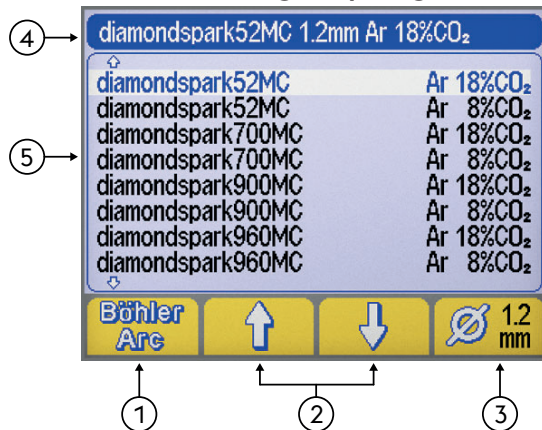 ④ diamondspark52MC 1.2mm Ar 18%CO₂
diamondspark52MC Ar 18%CO₂
diamondspark52MC Ar 8%CO₂
diamondspark700MC Ar 18%CO₂
diamondspark700MC Ar 8%CO₂
⑤ diamondspark900MC Ar 18%CO₂
diamondspark900MC Ar 8%CO₂
diamondspark960MC Ar 18%CO₂
diamondspark960MC Ar 8%CO₂
Böhler
Arc
Ø 1.2
mm
① ② ③